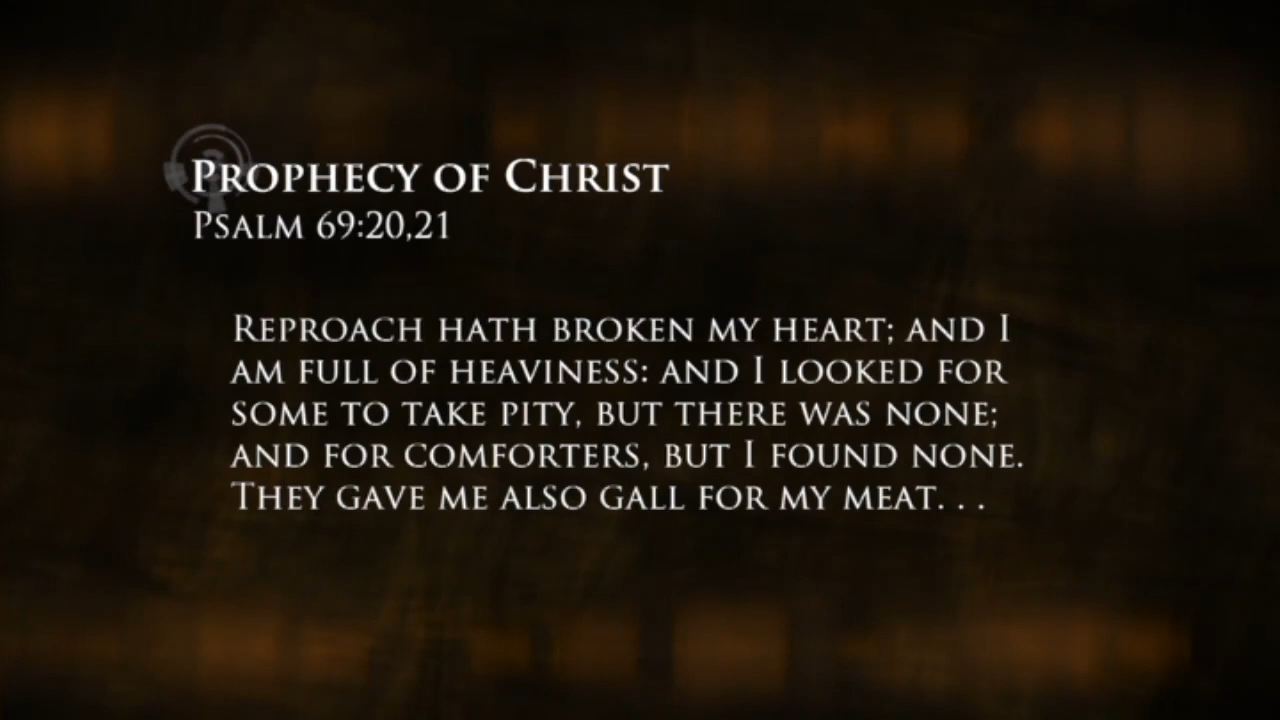 Prophecy of Christ
Psalm 69:20,21
Reproach hath broken my heart; and I
am full of heaviness: and I looked for
some to take pity, but there was none;
and for comforters, but I found none.
They gave me also gall for my meat. . .